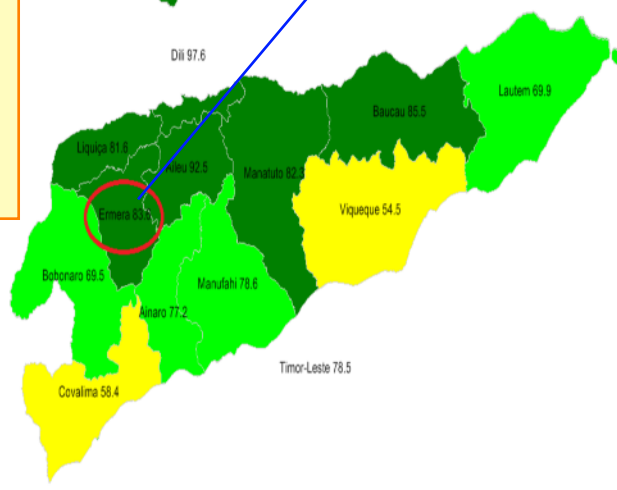 Dili 97.6
Lautem 69.9
Baucau 85.5
Liquiça 81.6
Aileu 92.5
Manatuto 82.3
Viqueque 54.5
Ermera 83.6
Bobonaro 69.5
Manufahi 78.6
Ainaro 77.2
Timor-Leste 78.5
Covalima 58.4